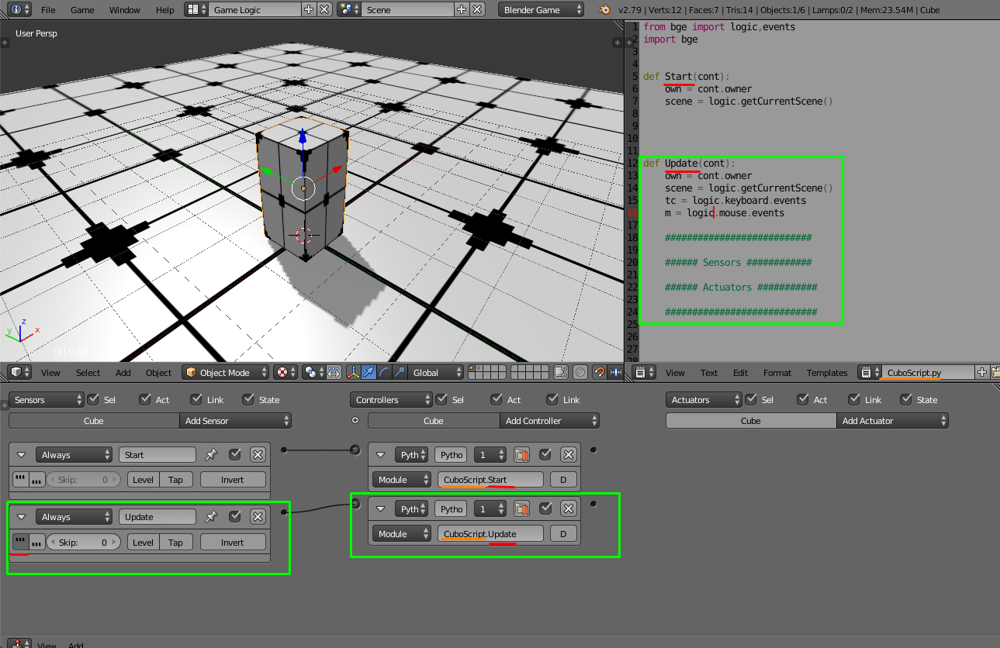 File Game Window Help Game Logic Scene Blender Game v2.79 | Verts:12 | Faces:7 | Tris:14 | Objects:1/6 | Lamps:0/2 | Mem:23.54M | Cube
User Persp
z
y x
(1) Cube
1 from bge import logic,events
2 import bge
3
4
5 def Start(cont):
6 own = cont.owner
7 scene = logic.getCurrentScene()
8
9
10
11
12 def Update(cont):
13 own = cont.owner
14 scene = logic.getCurrentScene()
15 tc = logic.keyboard.events
16 m = logic.mouse.events
17
18 ###########################
19
20 ###### Sensors ############
21
22 ###### Actuators ###########
23
24 ############################
25
26
27
28
View Select Add Object Object Mode Global
View Text Edit Format Templates CuboScript.py
Sensors Sel Act Link State
Cube Add Sensor
Always Start
Skip: 0 Level Tap Invert
Always Update
Skip: 0 Level Tap Invert
Controllers Sel Act Link
Cube Add Controller
Pyth Pytho 1
Module CuboScript.Start D
Pyth Pytho 1
Module CuboScript.Update D
Actuators Sel Act Link State
Cube Add Actuator
View Add